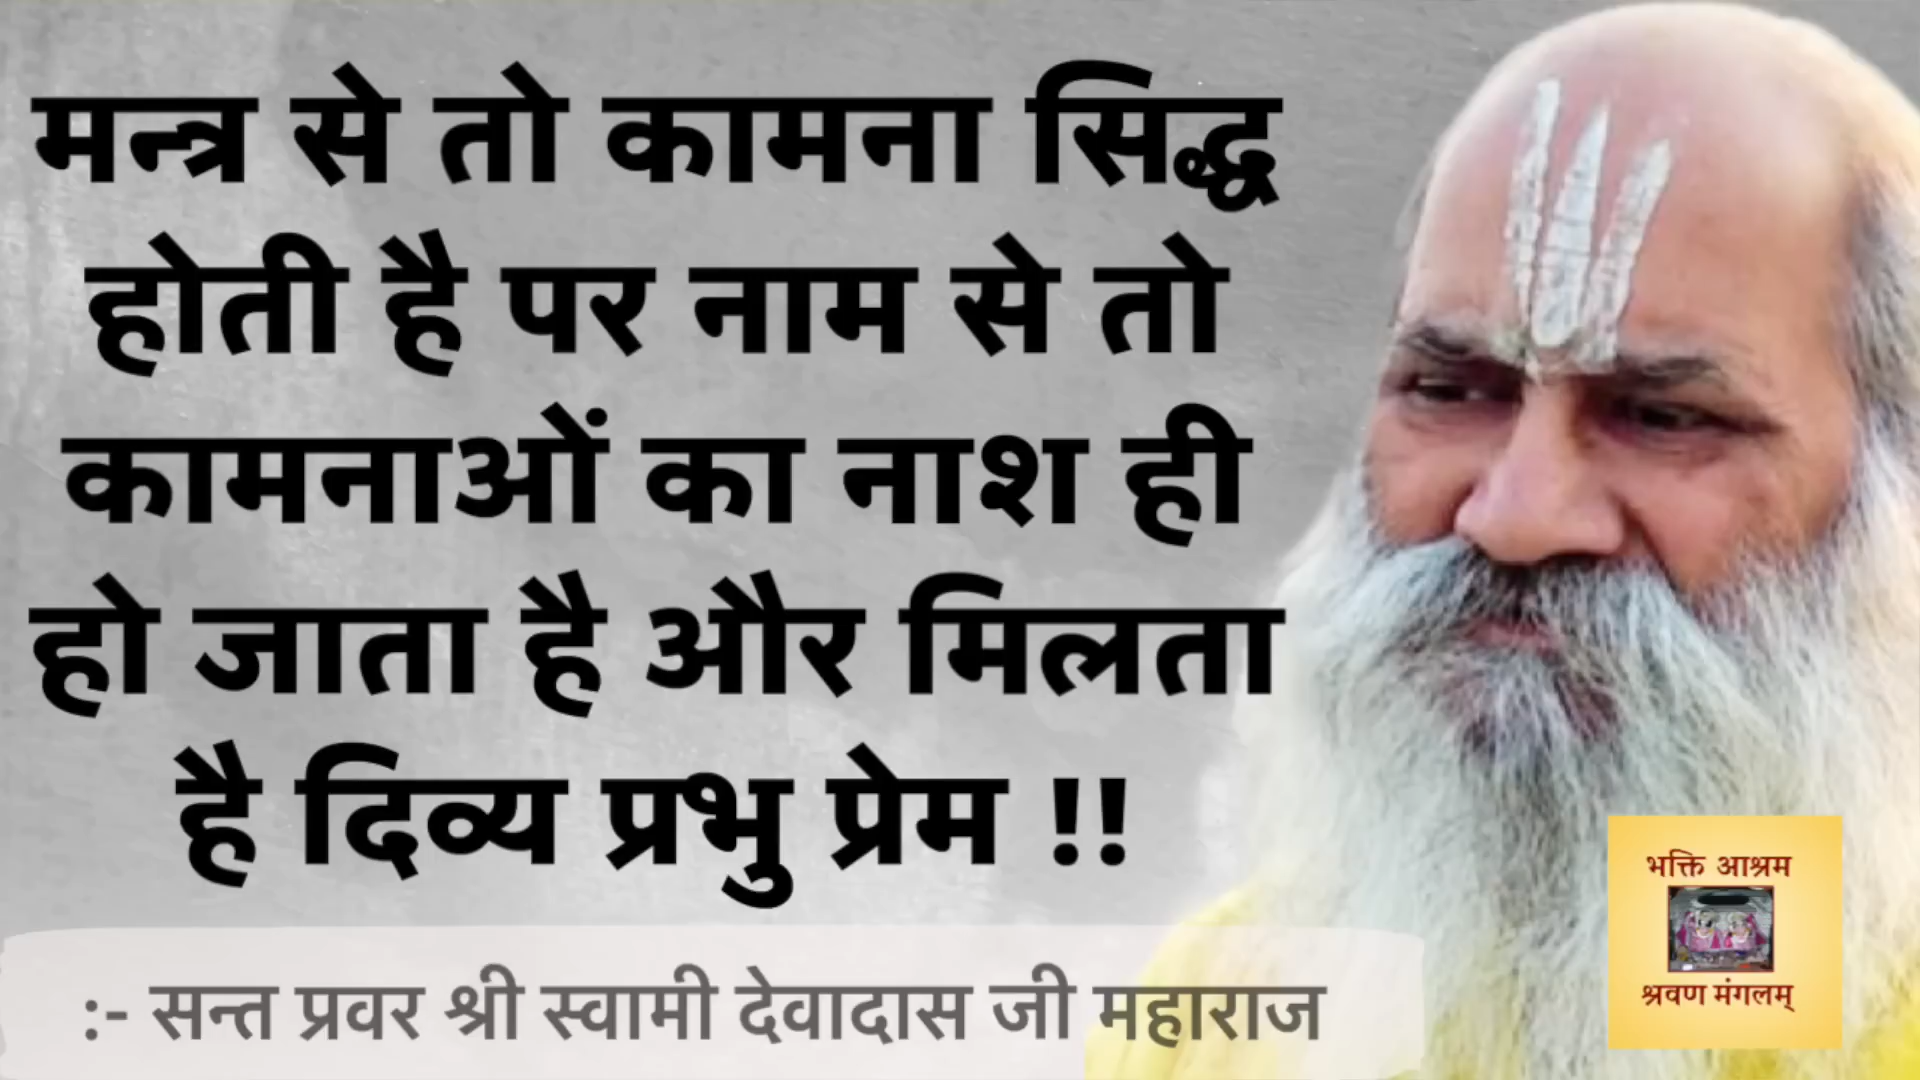 मन्त्र से तो कामना सिद्ध
होती है पर नाम से तो
कामनाओं का नाश ही
हो जाता है और मिलता
है दिव्य प्रभु प्रेम !!
:- सन्त प्रवर श्री स्वामी देवादास जी महाराज
भक्ति आश्रम
श्रवण मंगलम्